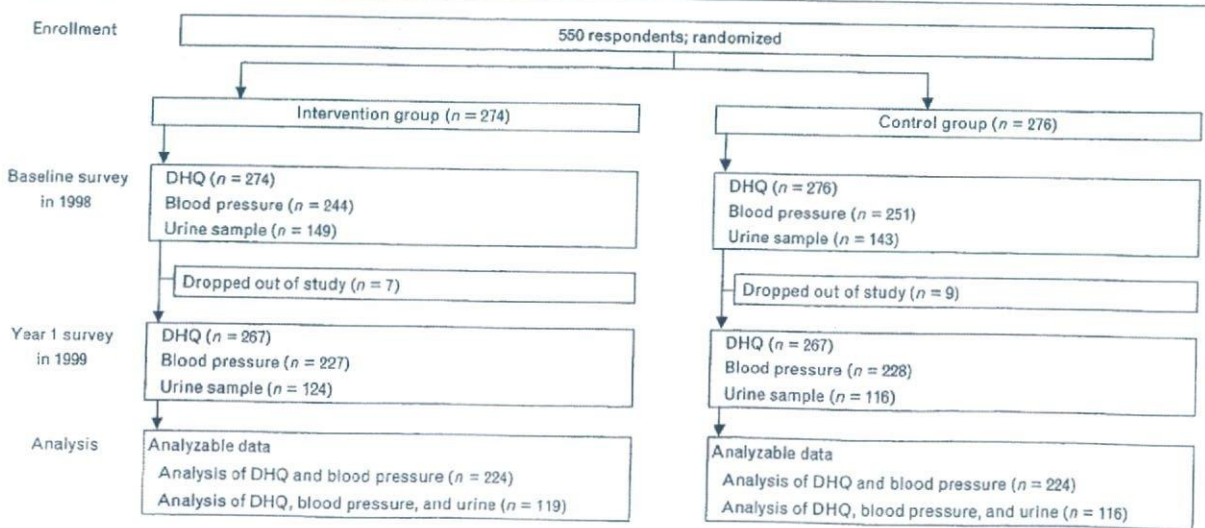 Enrollment
550 respondents; randomized
Intervention group (n = 274)
Control group (n = 276)
Baseline survey
in 1998
DHQ (n = 274)
Blood pressure (n = 244)
Urine sample (n = 149)
DHQ (n = 276)
Blood pressure (n = 251)
Urine sample (n = 143)
Dropped out of study (n = 7)
Dropped out of study (n = 9)
Year 1 survey
in 1999
DHQ (n = 267)
Blood pressure (n = 227)
Urine sample (n = 124)
DHQ (n = 267)
Blood pressure (n = 228)
Urine sample (n = 116)
Analysis
Analyzable data
Analysis of DHQ and blood pressure (n = 224)
Analysis of DHQ, blood pressure, and urine (n = 119)
Analyzable data
Analysis of DHQ and blood pressure (n = 224)
Analysis of DHQ, blood pressure, and urine (n = 116)